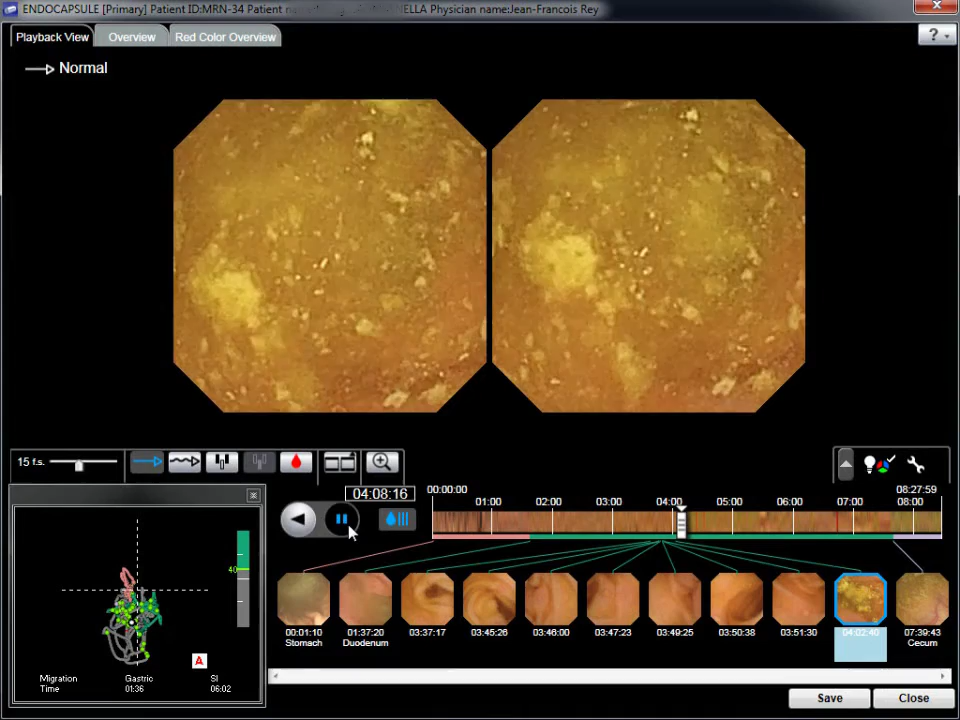 ENDOCAPSULE [Primary] Patient ID:MRN-34 Patient ELLA Physician name:Jean-Francois Rey
Playback View Overview Red Color Overview
?
Normal
15 f.s.
04:08:16
00:00:00 08:27:59
01:00 02:00 03:00 04:00 05:00 06:00 07:00 08:00
40
A
Migration Gastric SI
Time 01:36 06:02
00:01:10 01:37:20 03:37:17 03:45:26 03:46:00 03:47:23 03:49:25 03:50:38 03:51:30 04:02:40 07:39:43
Stomach Duodenum Cecum
Save Close